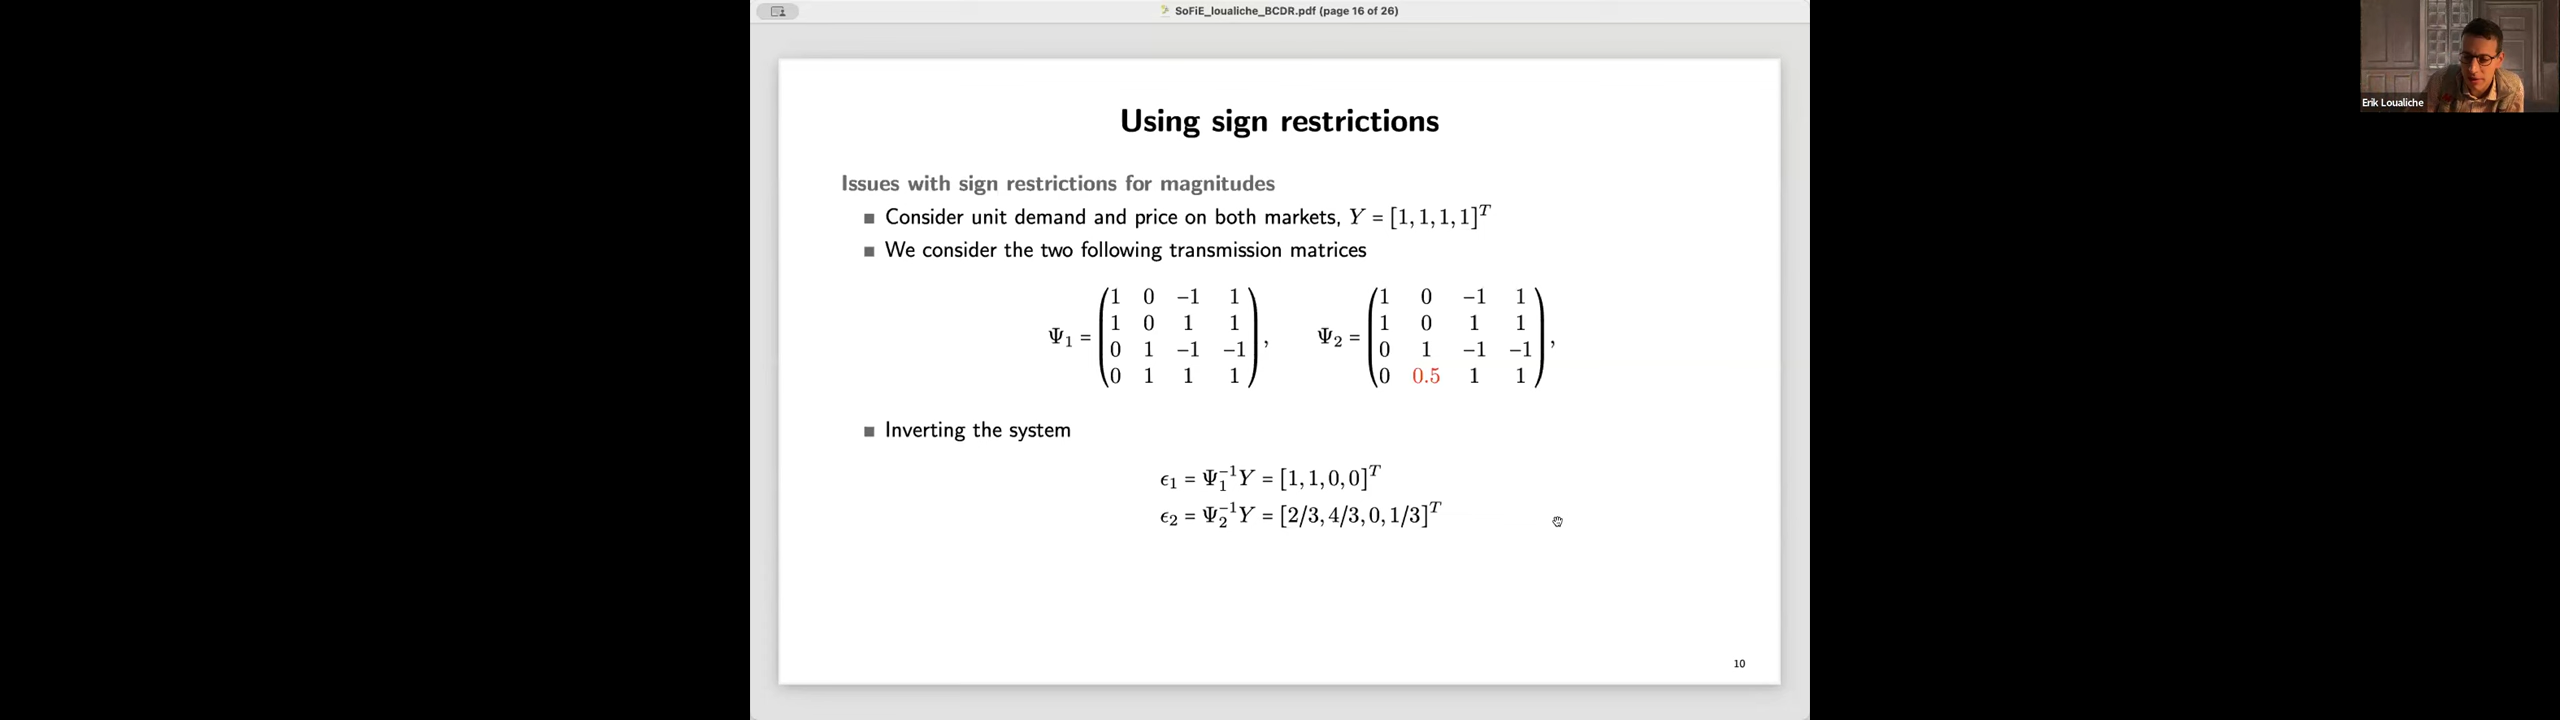 SoFiE_loualiche_BCDR.pdf (page 16 of 26)
Erik Loualiche
Using sign restrictions
Issues with sign restrictions for magnitudes
■ Consider unit demand and price on both markets, Y = [1, 1, 1, 1]^T
■ We consider the two following transmission matrices
1 0 −1 1 1 0 −1 1
1 0 1 1 1 0 1 1
Ψ₁ = , Ψ₂ = ,
0 1 −1 −1 0 1 −1 −1
0 1 1 1 0 0.5 1 1
■ Inverting the system
ϵ₁ = Ψ₁⁻¹Y = [1, 1, 0, 0]^T
ϵ₂ = Ψ₂⁻¹Y = [2/3, 4/3, 0, 1/3]^T
10